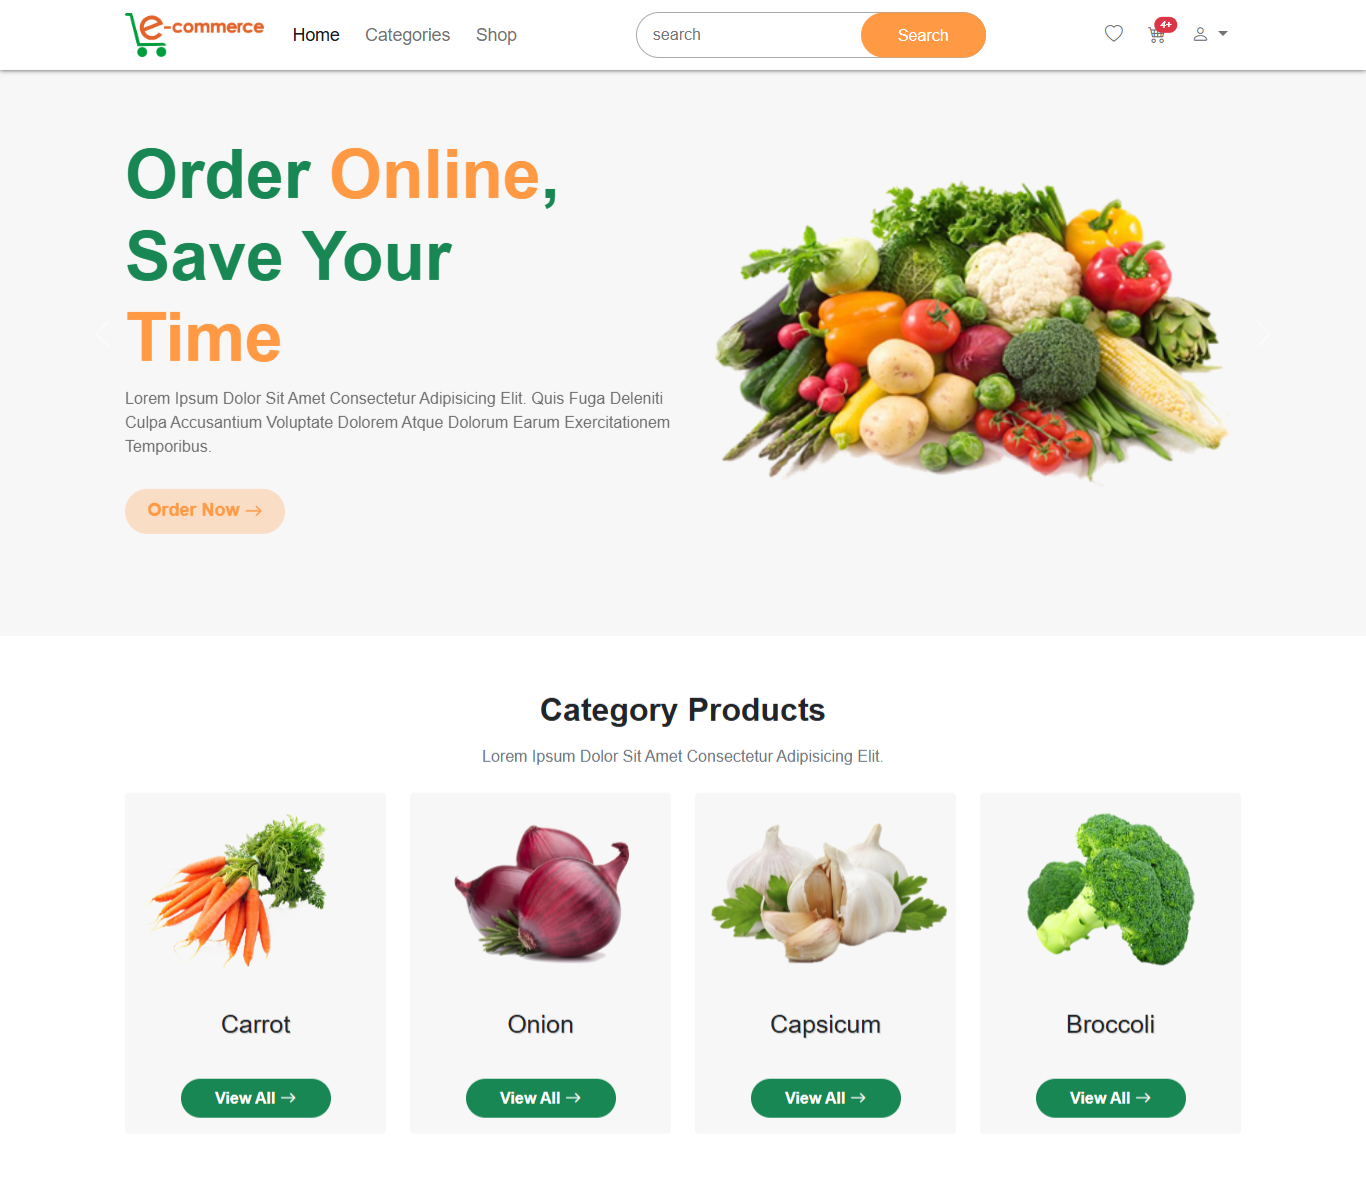 e-commerce
Home Categories Shop
search Search
4+
Order Online,
Save Your
Time
Lorem Ipsum Dolor Sit Amet Consectetur Adipisicing Elit. Quis Fuga Deleniti
Culpa Accusantium Voluptate Dolorem Atque Dolorum Earum Exercitationem
Temporibus.
Order Now →
Category Products
Lorem Ipsum Dolor Sit Amet Consectetur Adipisicing Elit.
Carrot Onion Capsicum Broccoli
View All → View All → View All → View All →